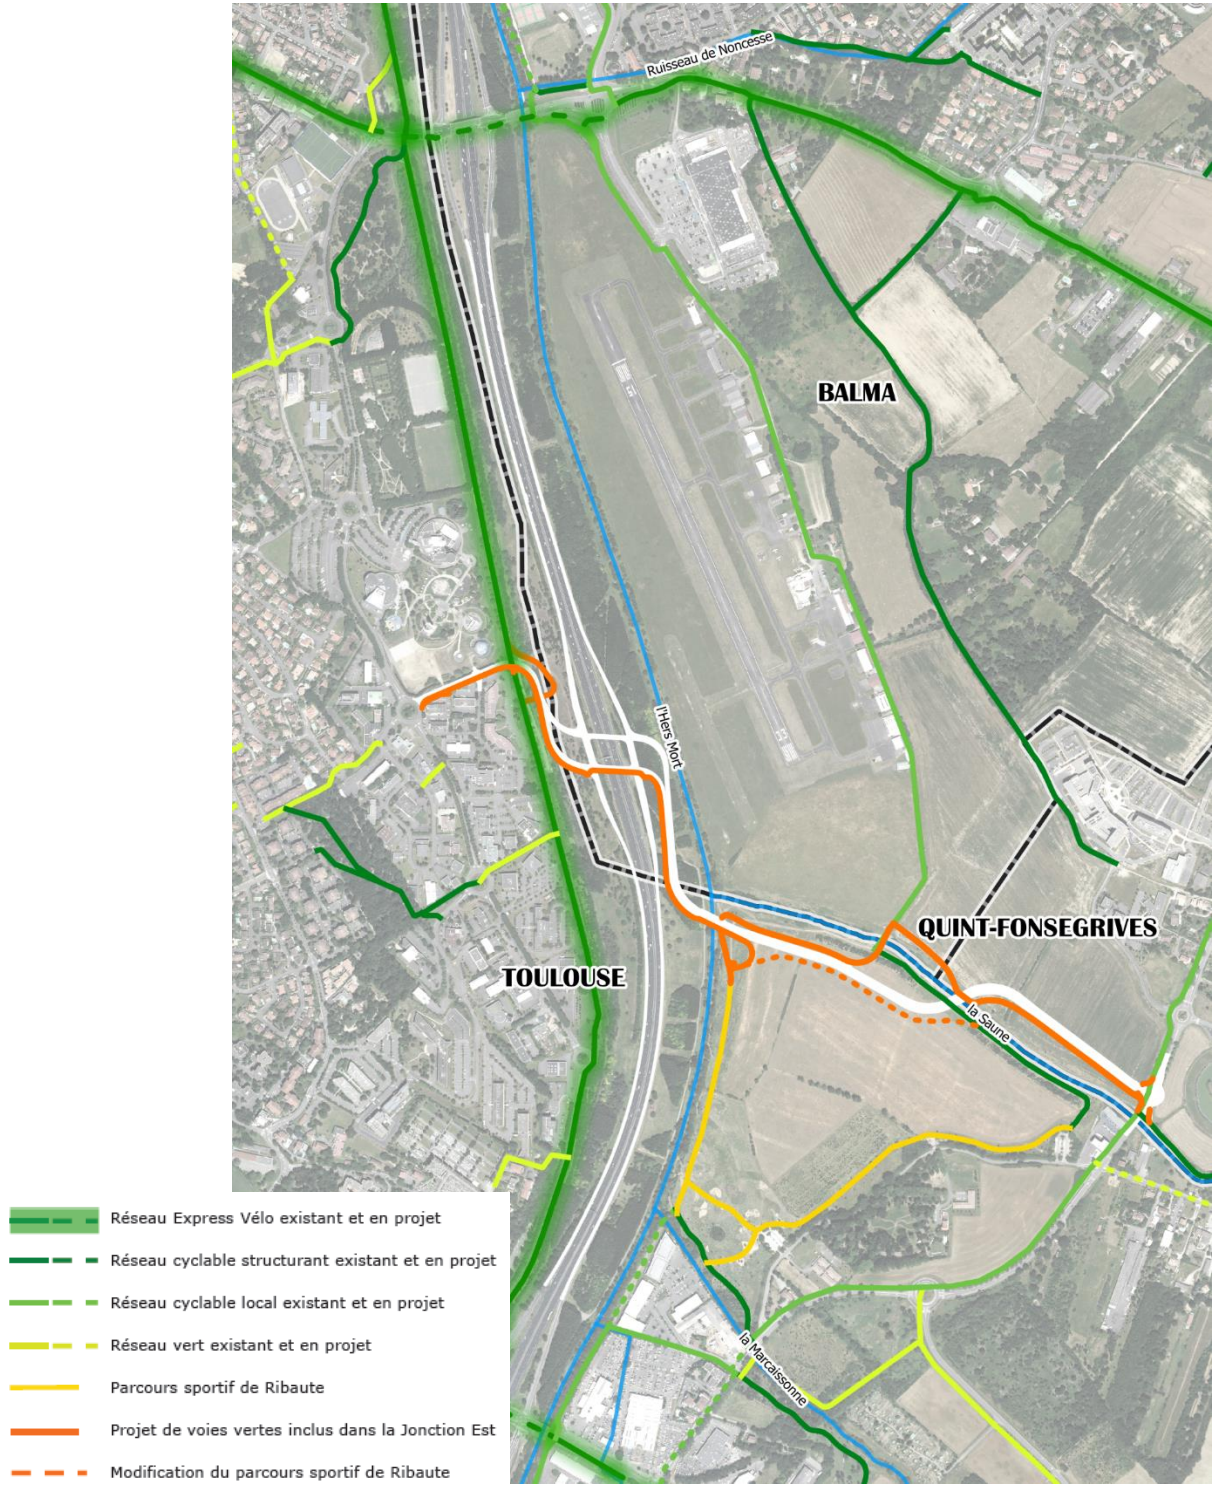 Ruisseau de Noncesse
BALMA
l'Hers Mort
QUINT-FONSEGRIVES
TOULOUSE
la Saune
la Marcaissonne
Réseau Express Vélo existant et en projet
Réseau cyclable structurant existant et en projet
Réseau cyclable local existant et en projet
Réseau vert existant et en projet
Parcours sportif de Ribaute
Projet de voies vertes inclus dans la Jonction Est
Modification du parcours sportif de Ribaute